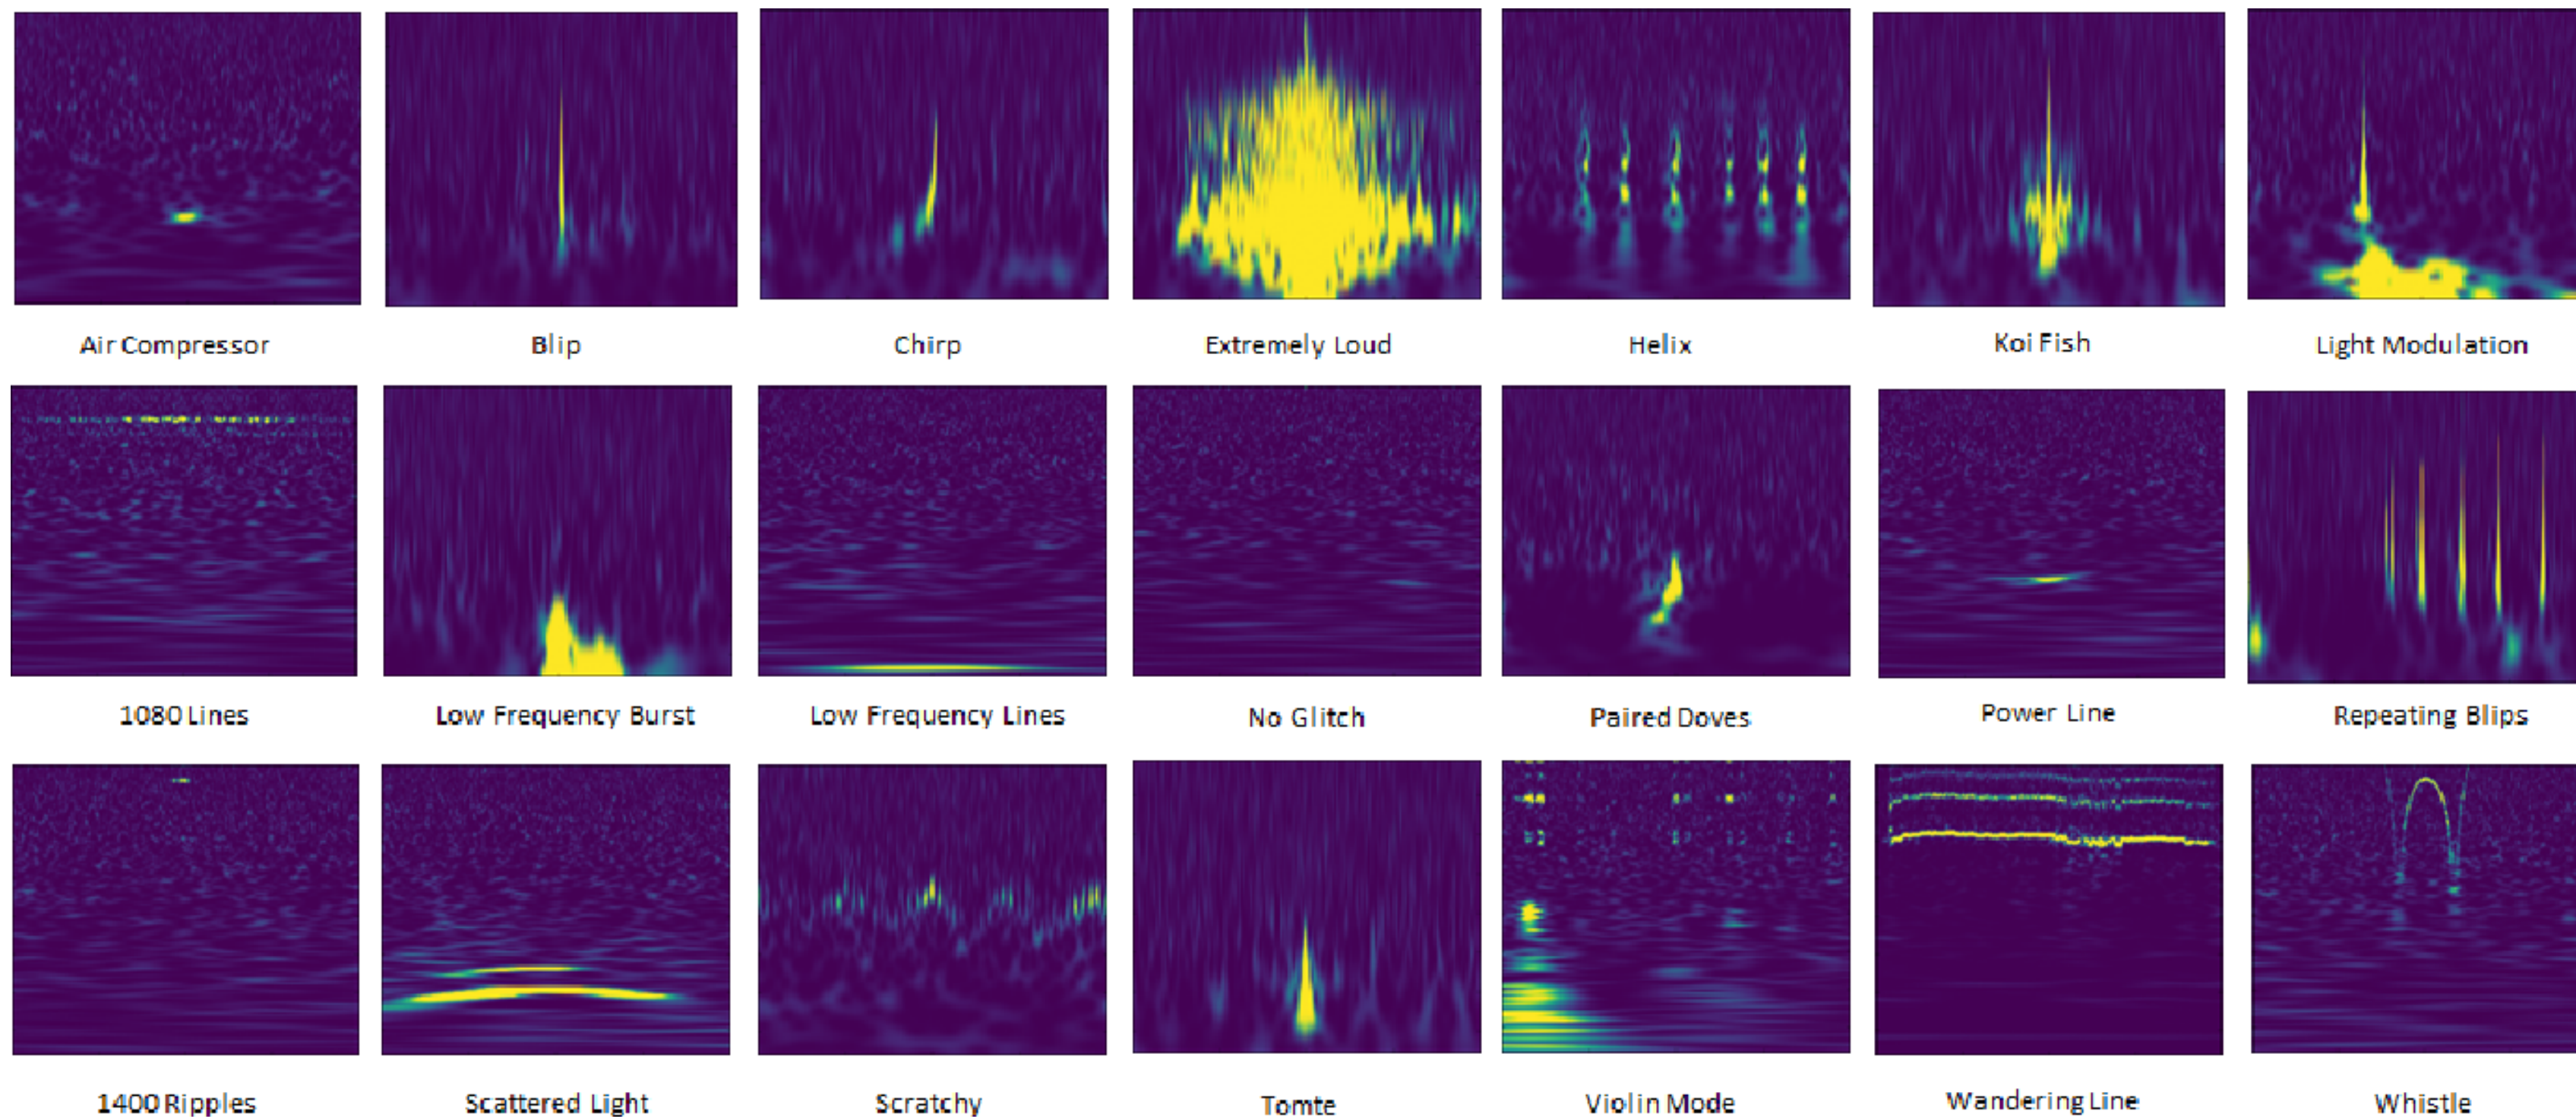 Air Compressor
Blip
Chirp
Extremely Loud
Helix
Koi Fish
Light Modulation
1080 Lines
Low Frequency Burst
Low Frequency Lines
No Glitch
Paired Doves
Power Line
Repeating Blips
1400 Ripples
Scattered Light
Scratchy
Tomte
Violin Mode
Wandering Line
Whistle